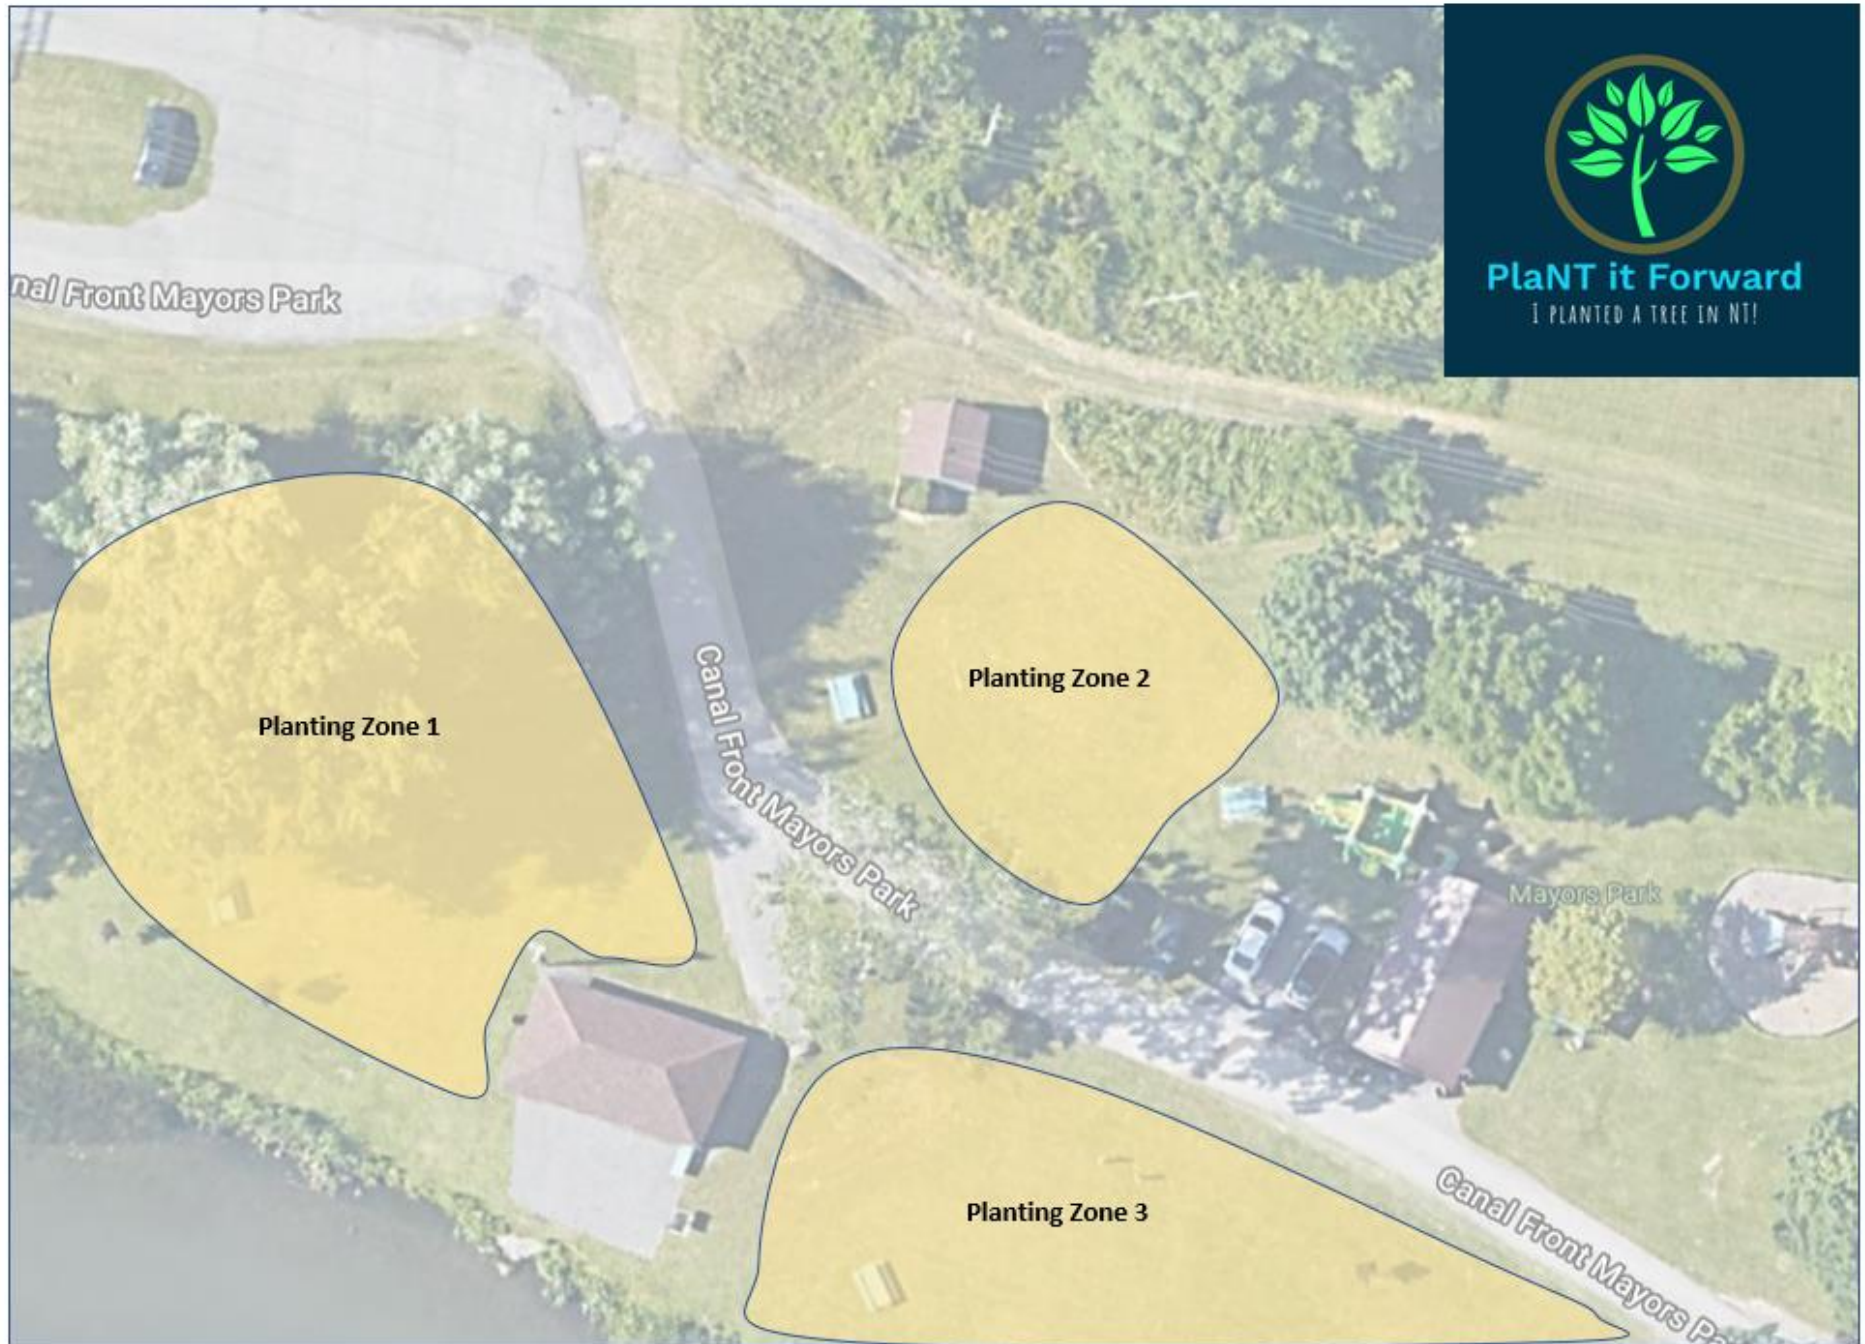 PlaNT it Forward
I PLANTED A TREE IN NT!
nal Front Mayors Park
Planting Zone 2
Planting Zone 1
Canal Front Mayors Park
Mayors Park
Planting Zone 3
Canal Front Mayors Pa